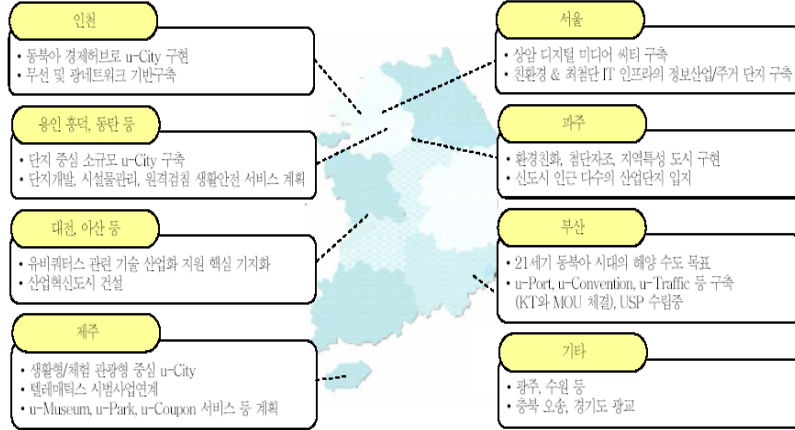 인천
• 동북아 경제허브로 u-City 구현
• 무선 및 광네트워크 기반구축
용인 흥덕, 동탄 등
• 단지 중심 소규모 u-City 구축
• 단지개발, 시설물관리, 원격검침 생활안전 서비스 계획
대전, 아산 등
• 유비쿼터스 관련 기술 산업화 지원 핵심 기지화
• 산업혁신도시 건설
제주
• 생활형/체험 관광형 중심 u-City
• 텔레매틱스 시범사업연계
• u-Museum, u-Park, u-Coupon 서비스 등 계획
서울
• 상암 디지털 미디어 씨티 구축
• 친환경 & 최첨단 IT 인프라의 정보산업/주거 단지 구축
파주
• 환경친화, 첨단자조, 지역특성 도시 구현
• 신도시 인근 다수의 산업단지 입지
부산
• 21세기 동북아 시대의 해양 수도 목표
• u-Port, u-Convention, u-Traffic 등 구축
(KT와 MOU 체결), USP 수립중
기타
• 광주, 수원 등
• 충북 오송, 경기도 광교